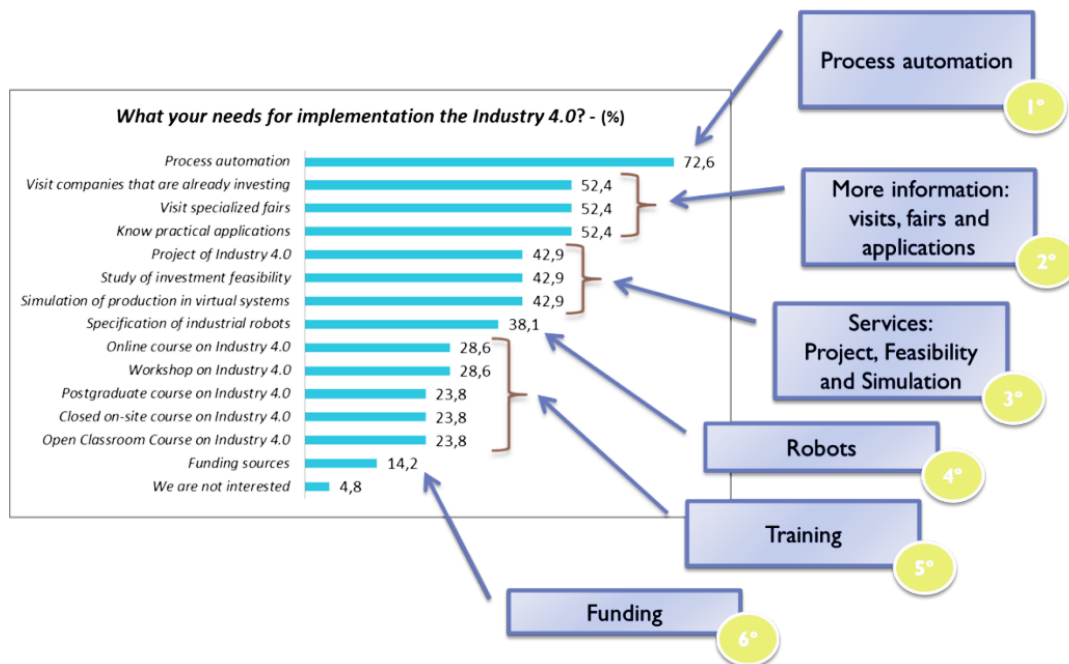 What your needs for implementation the Industry 4.0? - (%)
Process automation 72,6
Visit companies that are already investing 52,4
Visit specialized fairs 52,4
Know practical applications 52,4
Project of Industry 4.0 42,9
Study of investment feasibility 42,9
Simulation of production in virtual systems 42,9
Specification of industrial robots 38,1
Online course on Industry 4.0 28,6
Workshop on Industry 4.0 28,6
Postgraduate course on Industry 4.0 23,8
Closed on-site course on Industry 4.0 23,8
Open Classroom Course on Industry 4.0 23,8
Funding sources 14,2
We are not interested 4,8
Process automation
1º
More information:
visits, fairs and
applications
2º
Services:
Project, Feasibility
and Simulation
3º
Robots
4º
Training
5º
Funding
6º